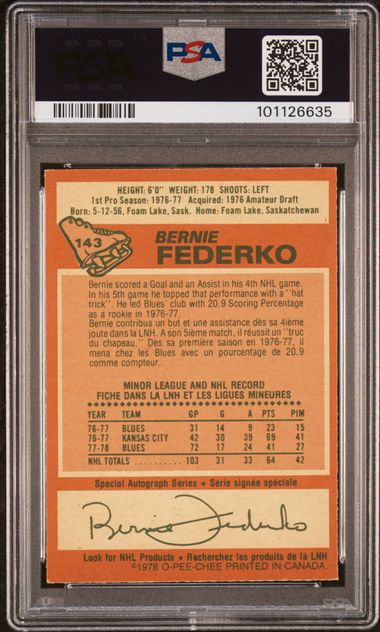 PSA
PSA
101126635
HEIGHT: 6'0" WEIGHT: 178 SHOOTS: LEFT
1st Pro Season: 1976-77 Acquired: 1976 Amateur Draft
Born: 5-12-56, Foam Lake, Sask. Home: Foam Lake, Saskatchewan
143
BERNIE
FEDERKO
Bernie scored a Goal and an Assist in his 4th NHL game.
In his 5th game he topped that performance with a "hat
trick". He led Blues' club with 20.9 Scoring Percentage
as a rookie in 1976-77.
Bernie contribua un but et une assistance dès sa 4ième
joute dans la LNH. A son 5ième match, il réussit un "truc
du chapeau." Dès sa première saison en 1976-77, il
mena chez les Blues avec un pourcentage de 20.9
comme compteur.
MINOR LEAGUE AND NHL RECORD
FICHE DANS LA LNH ET LES LIGUES MINEURES
YEAR TEAM GP G A PTS PIM
76-77 BLUES 31 14 9 23 15
76-77 KANSAS CITY 42 30 39 69 41
77-78 BLUES 72 17 24 41 27
NHL TOTALS 103 31 33 64 42
Special Autograph Series • Série signée spéciale
Bernie Federko
Look for NHL Products • Recherchez les produits de la LNH
©1978 O-PEE-CHEE PRINTED IN CANADA.